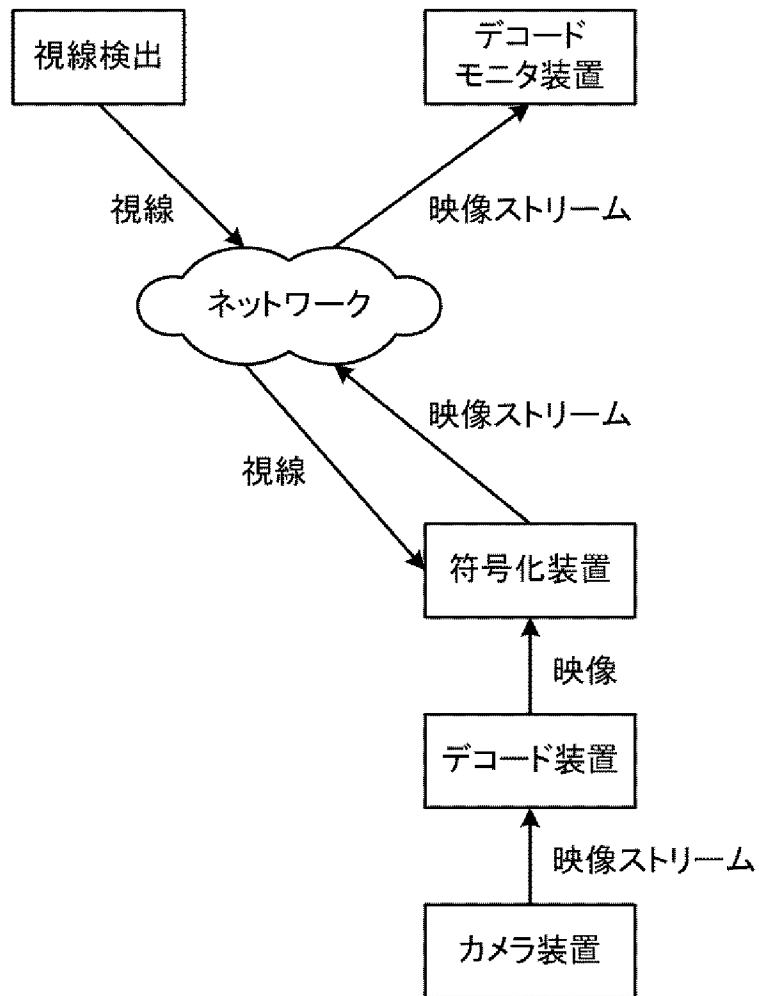 視線検出
デコード
モニタ装置
視線
映像ストリーム
ネットワーク
映像ストリーム
視線
符号化装置
映像
デコード装置
映像ストリーム
カメラ装置